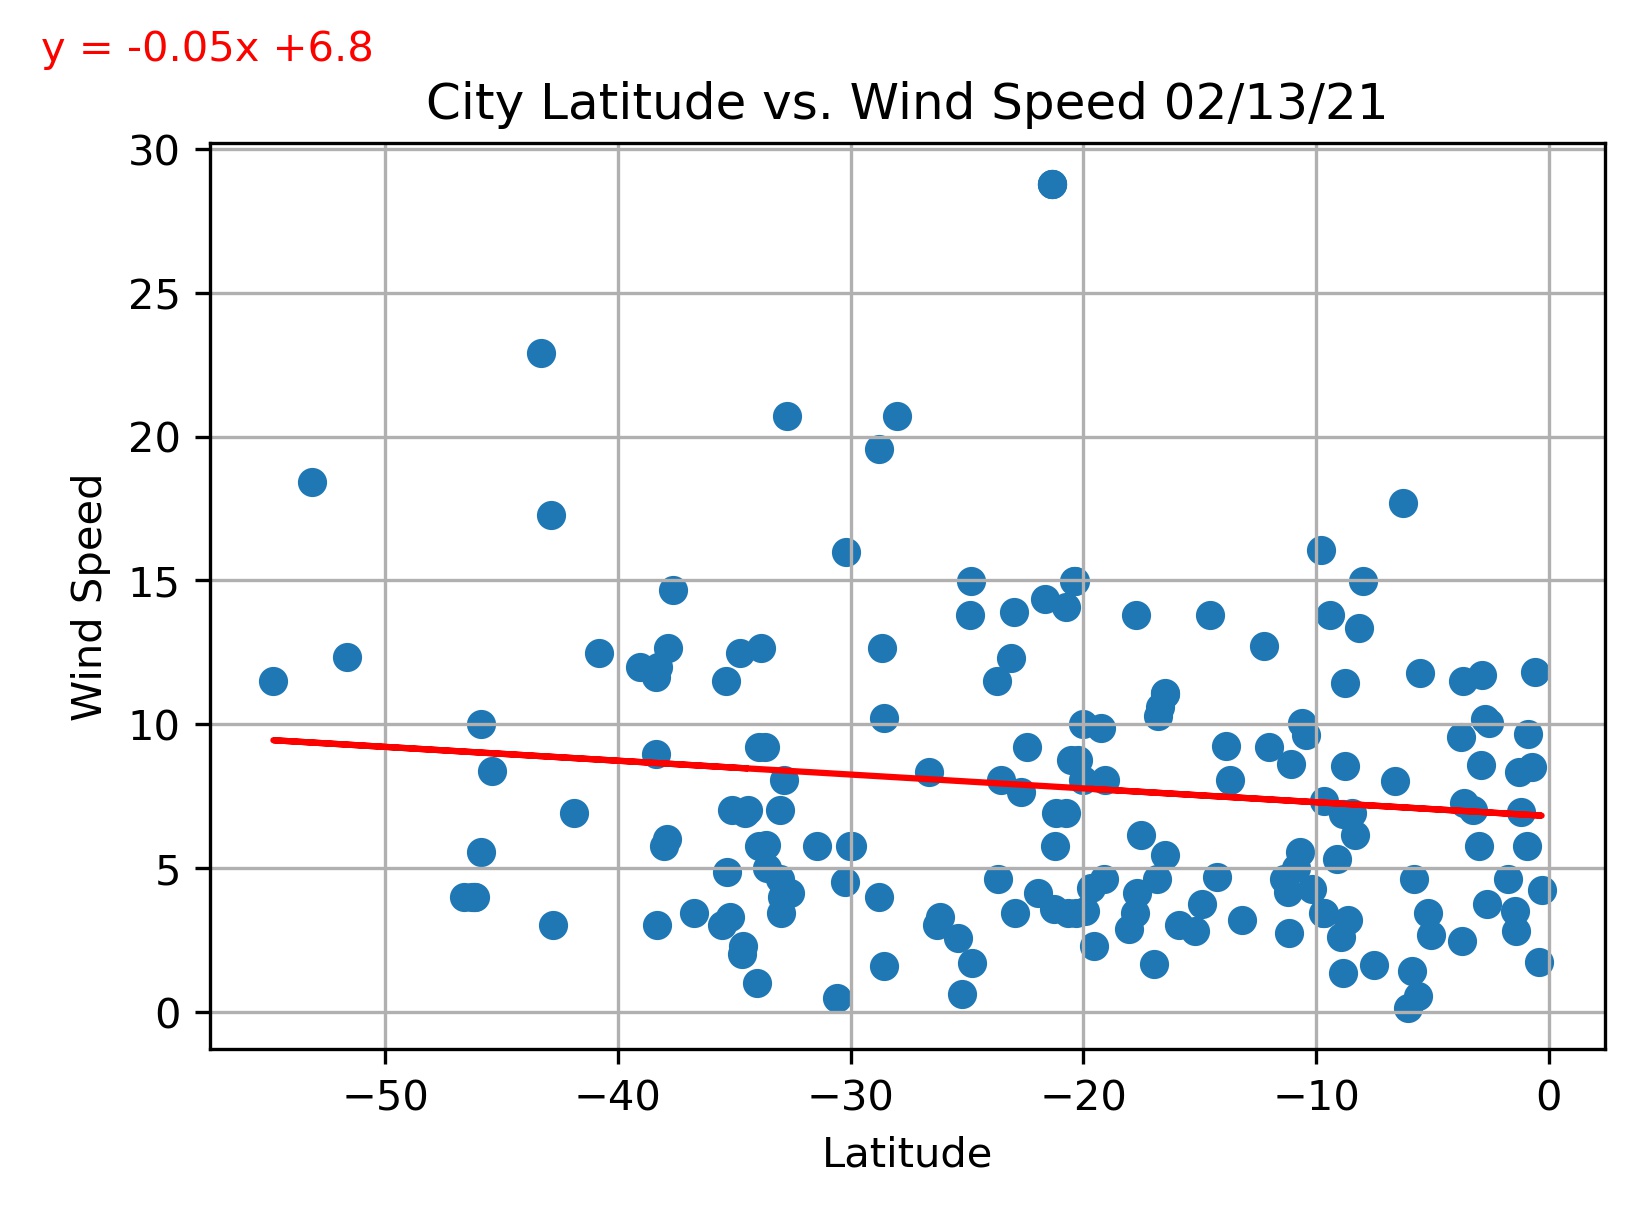 y = -0.05x +6.8
City Latitude vs. Wind Speed 02/13/21
30
25
20
15
10
5
0
Wind Speed
−50 −40 −30 −20 −10 0
Latitude